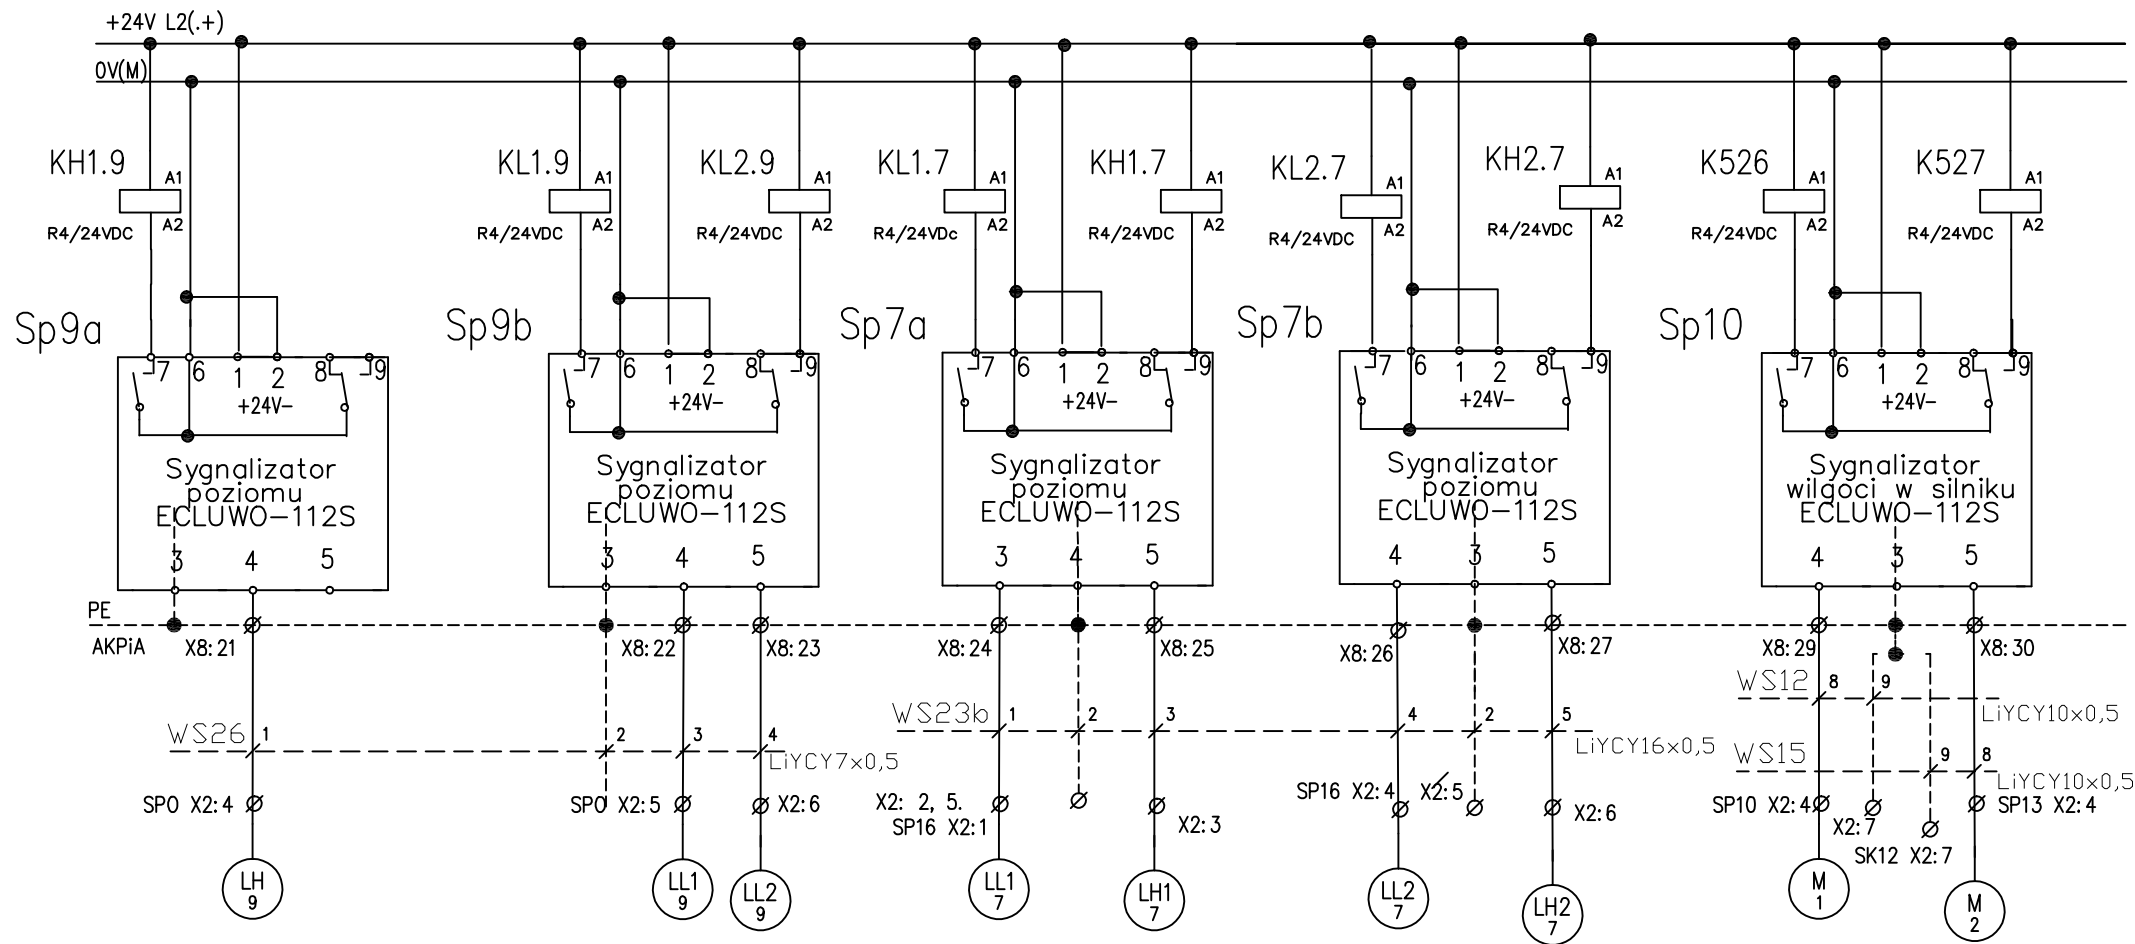 +24V L2(.+)
0V(M)
KH1.9
A1
A2
R4/24VDC
KL1.9
A1
A2
R4/24VDC
KL2.9
A1
A2
R4/24VDC
KL1.7
A1
A2
R4/24VDc
KH1.7
A1
A2
R4/24VDC
KL2.7
A1
A2
R4/24VDC
KH2.7
A1
A2
R4/24VDC
K526
A1
A2
R4/24VDC
K527
A1
A2
Sp9a
7 6 1 2 8 9
+24V-
Sygnalizator
poziomu
ECLUWO-112S
3 4 5
Sp9b
7 6 1 2 8 9
+24V-
Sygnalizator
poziomu
ECLUWO-112S
3 4 5
Sp7a
7 6 1 2 8 9
+24V-
Sygnalizator
poziomu
ECLUWO-112S
3 4 5
Sp7b
7 6 1 2 8 9
+24V-
Sygnalizator
poziomu
ECLUWO-112S
4 3 5
Sp10
7 6 1 2 8 9
+24V-
Sygnalizator
wilgoci w silniku
ECLUWO-112S
4 3 5
PE
AKPiA
X8:21
X8:22
X8:23
X8:24
X8:25
X8:26
X8:27
X8:29
X8:30
WS26
1
2
3
4
LiYCY7x0,5
WS23b
1
2
3
4
2
5
LiYCY16x0,5
WS12
8
9
LiYCY10x0,5
WS15
9
8
LiYCY10x0,5
SP0 X2:4
SP0 X2:5
X2:6
X2: 2, 5.
SP16 X2:1
X2:3
SP16 X2:4
X2:5
X2:6
SP10 X2:4
X2:7
SK12 X2:7
SP13 X2:4
LH
9
LL1
9
LL2
9
LL1
7
LH1
7
LL2
7
LH2
7
M
1
M
2